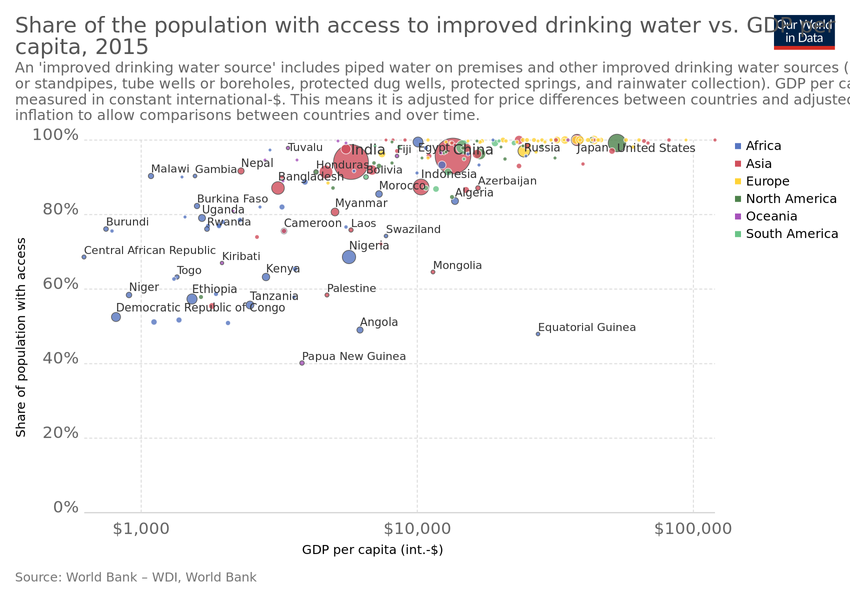 Share of the population with access to improved drinking water vs. GDP per
capita, 2015
Our World
in Data
An 'improved drinking water source' includes piped water on premises and other improved drinking water sources (
or standpipes, tube wells or boreholes, protected dug wells, protected springs, and rainwater collection). GDP per ca
measured in constant international-$. This means it is adjusted for price differences between countries and adjusted
inflation to allow comparisons between countries and over time.
100%
80%
60%
40%
20%
0%
Share of population with access
Tuvalu
India
Fiji
Egypt
China
Russia
Japan
United States
Malawi
Gambia
Nepal
Honduras
Bolivia
Bangladesh
Indonesia
Morocco
Azerbaijan
Algeria
Burkina Faso
Uganda
Myanmar
Burundi
Rwanda
Cameroon
Laos
Swaziland
Central African Republic
Kiribati
Nigeria
Togo
Kenya
Mongolia
Niger
Ethiopia
Tanzania
Palestine
Democratic Republic of Congo
Angola
Equatorial Guinea
Papua New Guinea
$1,000
$10,000
$100,000
GDP per capita (int.-$)
Africa
Asia
Europe
North America
Oceania
South America
Source: World Bank – WDI, World Bank